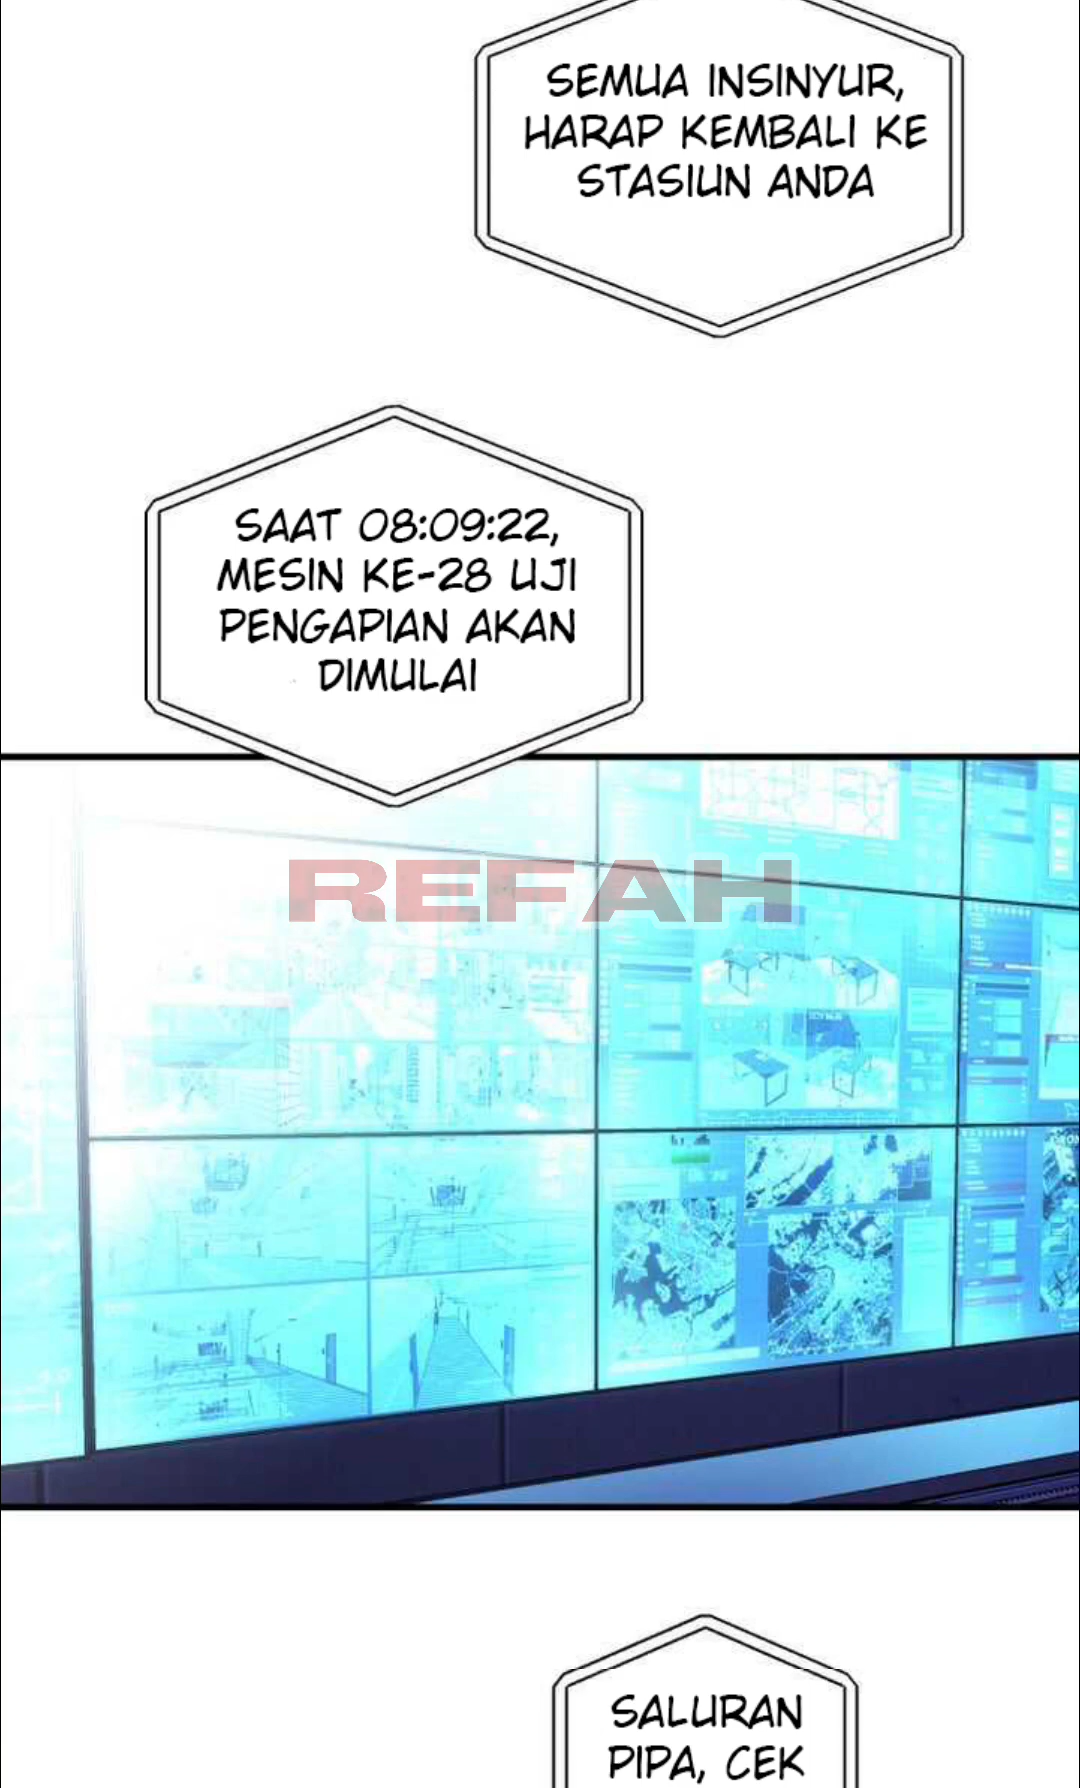 SEMUA INSINYUR,
HARAP KEMBALI KE
STASIUN ANDA
SAAT 08:09:22,
MESIN KE-28 UJI
PENGAPIAN AKAN
DIMULAI
REFAH
SALURAN
PIPA, CEK